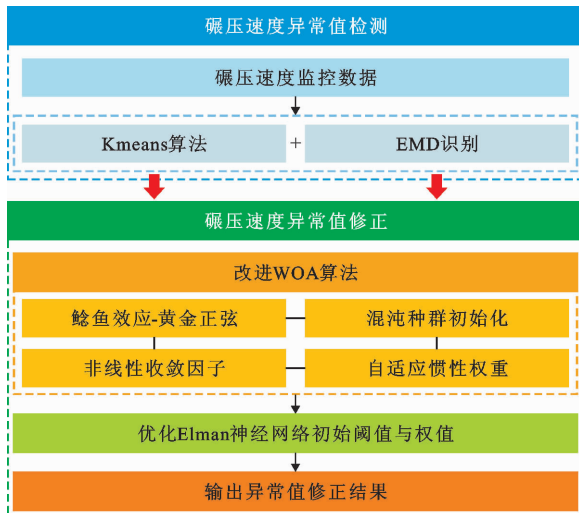 碾压速度异常值检测
碾压速度监控数据
Kmeans算法 + EMD识别
碾压速度异常值修正
改进WOA算法
鲶鱼效应-黄金正弦 混沌种群初始化
非线性收敛因子 自适应惯性权重
优化Elman神经网络初始阈值与权值
输出异常值修正结果